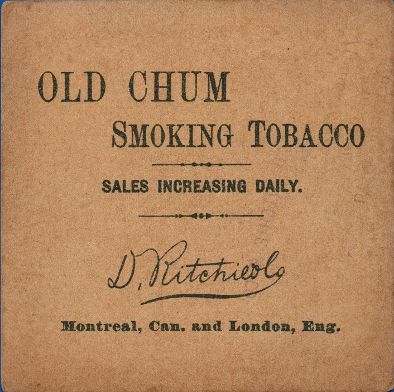 OLD CHUM
SMOKING TOBACCO
SALES INCREASING DAILY.
D. Ritchie & Co
Montreal, Can. and London, Eng.